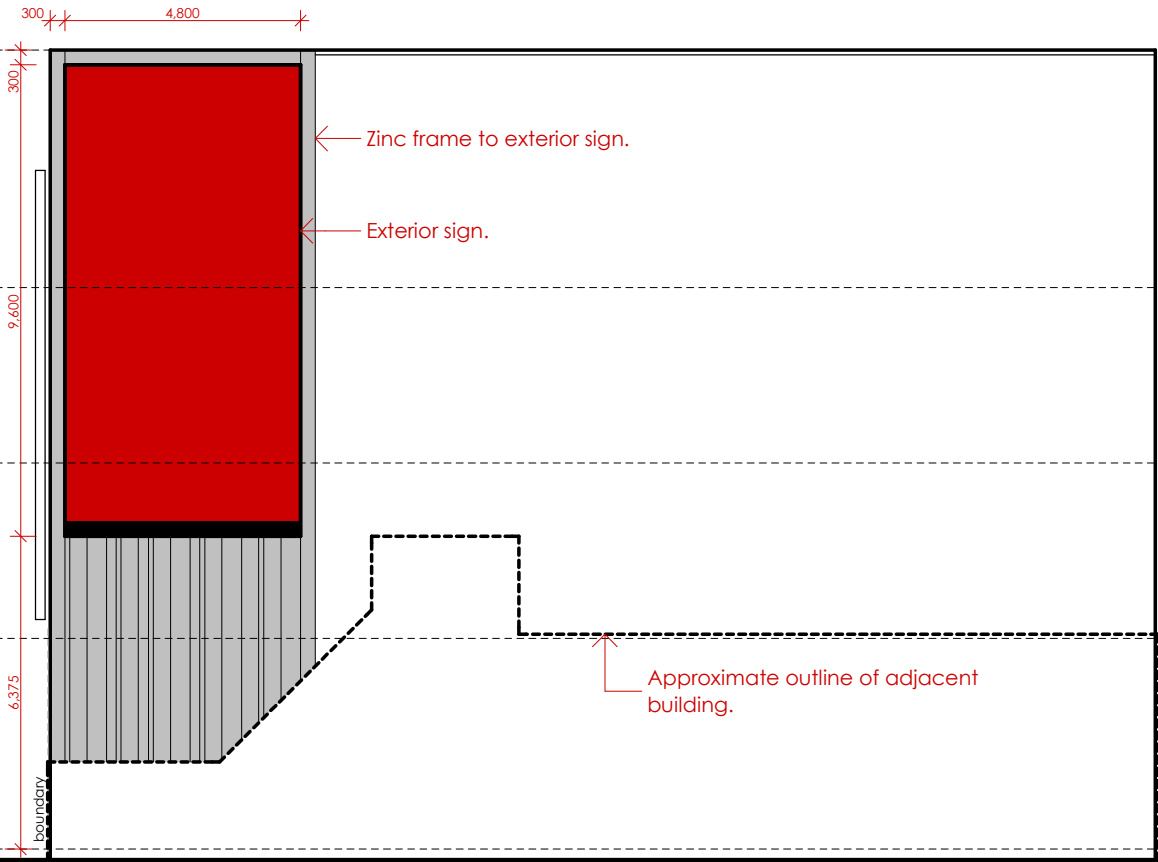 300
4,800
300
Zinc frame to exterior sign.
Exterior sign.
9,600
6,375
Approximate outline of adjacent
building.
boundary